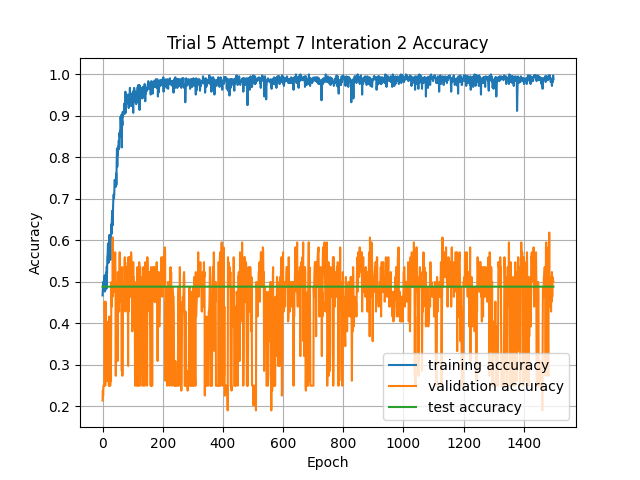 Trial 5 Attempt 7 Interation 2 Accuracy
1.0
0.9
0.8
0.7
0.6
0.5
0.4
0.3
0.2
Accuracy
training accuracy
validation accuracy
test accuracy
0 200 400 600 800 1000 1200 1400
Epoch